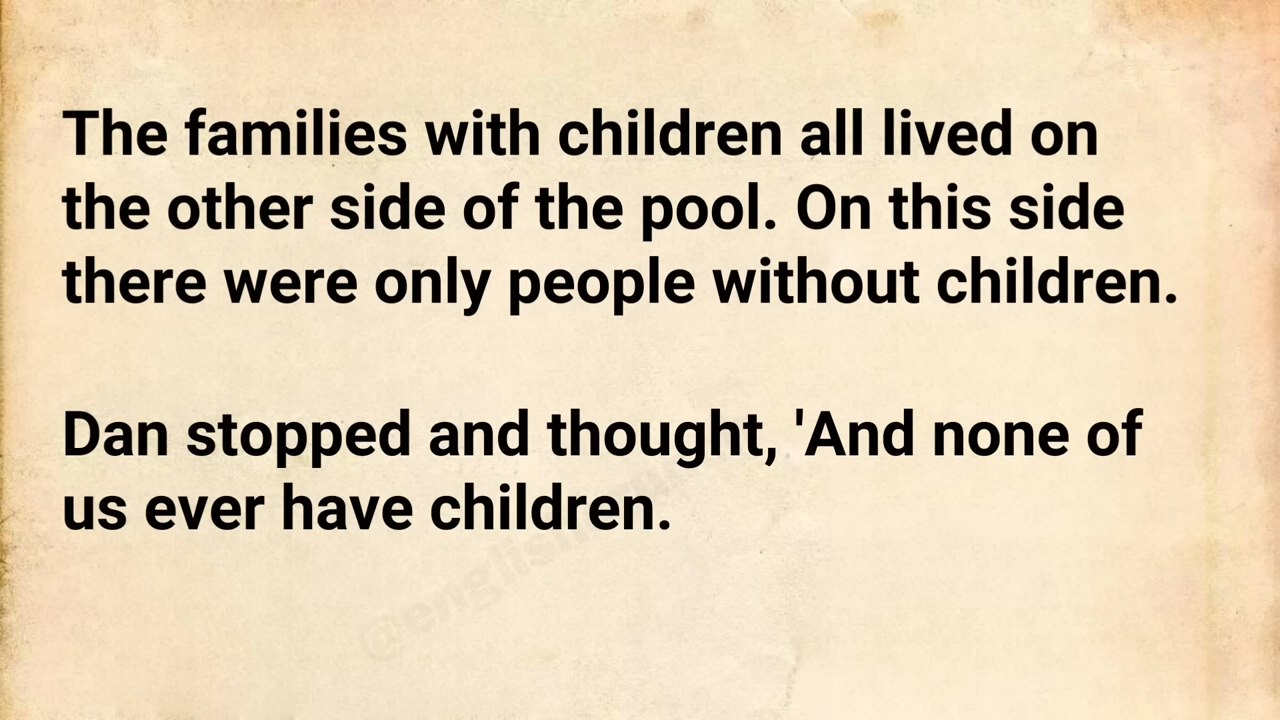 The families with children all lived on
the other side of the pool. On this side
there were only people without children.
Dan stopped and thought, 'And none of
us ever have children.